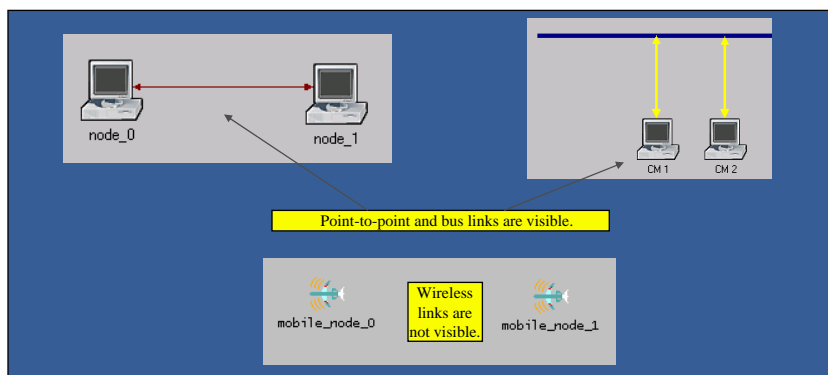 node_0
node_1
CM 1
CM 2
Point-to-point and bus links are visible.
mobile_node_0
Wireless
links are
not visible.
mobile_node_1